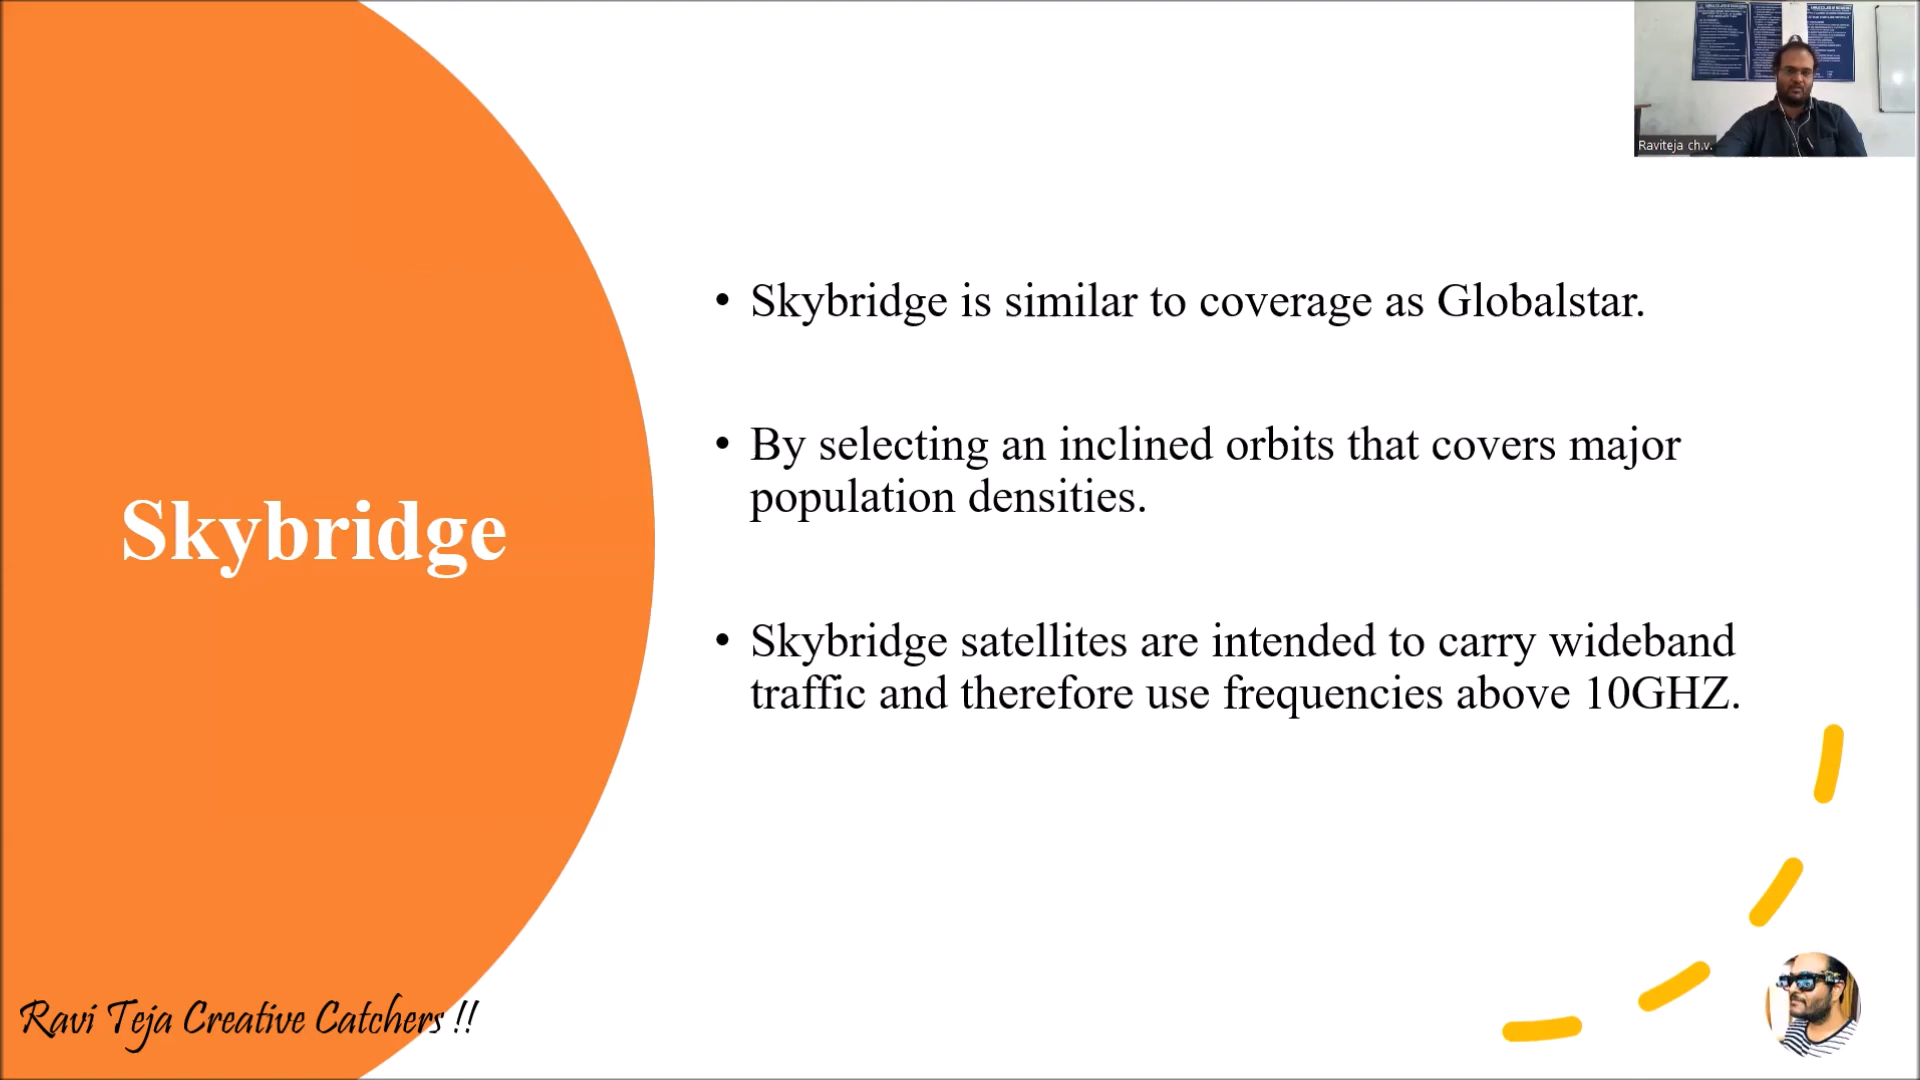 Raviteja ch.v.
• Skybridge is similar to coverage as Globalstar.
• By selecting an inclined orbits that covers major
population densities.
Skybridge
• Skybridge satellites are intended to carry wideband
traffic and therefore use frequencies above 10GHZ.
Ravi Teja Creative Catchers !!